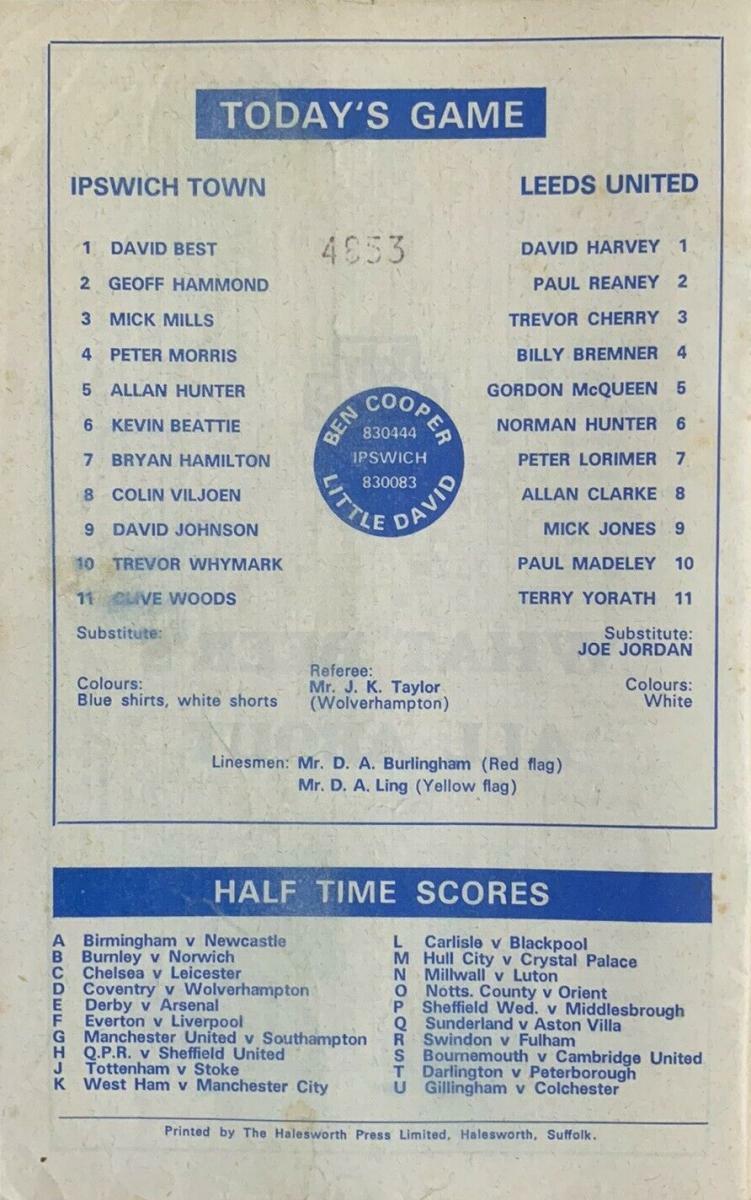 TODAY'S GAME
IPSWICH TOWN
LEEDS UNITED
4853
1 DAVID BEST
2 GEOFF HAMMOND
3 MICK MILLS
4 PETER MORRIS
5 ALLAN HUNTER
6 KEVIN BEATTIE
7 BRYAN HAMILTON
8 COLIN VILJOEN
9 DAVID JOHNSON
10 TREVOR WHYMARK
11 CLIVE WOODS
BEN COOPER
830444
IPSWICH
830083
LITTLE DAVID
DAVID HARVEY 1
PAUL REANEY 2
TREVOR CHERRY 3
BILLY BREMNER 4
GORDON McQUEEN 5
NORMAN HUNTER 6
PETER LORIMER 7
ALLAN CLARKE 8
MICK JONES 9
PAUL MADELEY 10
TERRY YORATH 11
Substitute:
Substitute:
JOE JORDAN
Colours:
Blue shirts, white shorts
Referee:
Mr. J. K. Taylor
(Wolverhampton)
Colours:
White
Linesmen: Mr. D. A. Burlingham (Red flag)
Mr. D. A. Ling (Yellow flag)
HALF TIME SCORES
A Birmingham v Newcastle
B Burnley v Norwich
C Chelsea v Leicester
D Coventry v Wolverhampton
E Derby v Arsenal
F Everton v Liverpool
G Manchester United v Southampton
H Q.P.R. v Sheffield United
J Tottenham v Stoke
K West Ham v Manchester City
L Carlisle v Blackpool
M Hull City v Crystal Palace
N Millwall v Luton
O Notts. County v Orient
P Sheffield Wed. v Middlesbrough
Q Sunderland v Aston Villa
R Swindon v Fulham
S Bournemouth v Cambridge United
T Darlington v Peterborough
U Gillingham v Colchester
Printed by The Halesworth Press Limited, Halesworth, Suffolk.